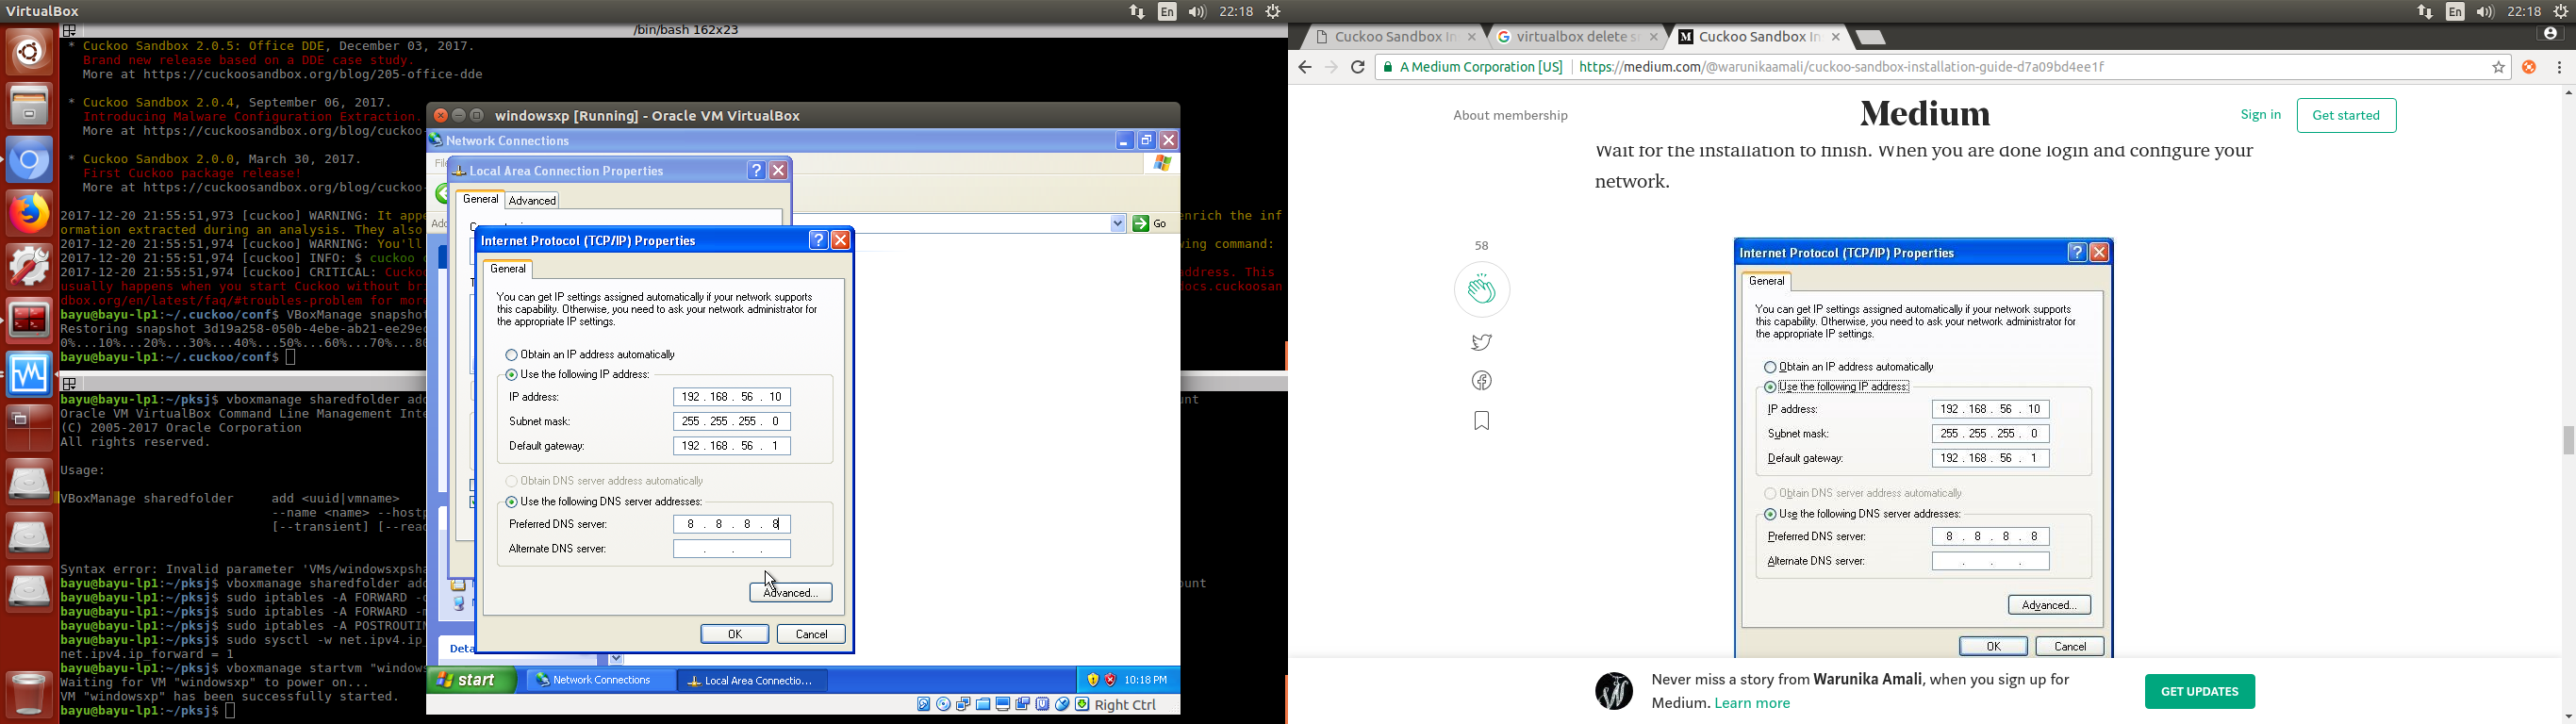 VirtualBox
En
22:18
/bin/bash 162x23
* Cuckoo Sandbox 2.0.5: Office DDE, December 03, 2017.
Brand new release based on a DDE case study.
More at https://cuckoosandbox.org/blog/205-office-dde
* Cuckoo Sandbox 2.0.4, September 06, 2017.
Introducing Malware Configuration Extraction.
More at https://cuckoosandbox.org/blog/cuckoo-
* Cuckoo Sandbox 2.0.0, March 30, 2017.
First Cuckoo package release!
More at https://cuckoosandbox.org/blog/cuckoo-
2017-12-20 21:55:51,973 [cuckoo] WARNING: It appe
enrich the inf
ormation extracted during an analysis. They also
2017-12-20 21:55:51,974 [cuckoo] WARNING: You'll
wing command:
2017-12-20 21:55:51,974 [cuckoo] INFO: $ cuckoo c
2017-12-20 21:55:51,974 [cuckoo] CRITICAL: Cucko
ddress. This
usually happens when you start Cuckoo without br
ocs.cuckoosan
dbox.org/en/latest/faq/#troubles-problem for more
bayu@bayu-lp1:~/.cuckoo/conf$ VBoxManage snapshot
Restoring snapshot 3d19a258-050b-4ebe-ab21-ee29ec
0%...10%...20%...30%...40%...50%...60%...70%...80
bayu@bayu-lp1:~/.cuckoo/conf$
bayu@bayu-lp1:~/pksj$ vboxmanage sharedfolder add
unt
Oracle VM VirtualBox Command Line Management Inte
(C) 2005-2017 Oracle Corporation
All rights reserved.
Usage:
VBoxManage sharedfolder add <uuid|vmname>
--name <name> --hostp
[--transient] [--read
Syntax error: Invalid parameter 'VMs/windowsxpsha
bayu@bayu-lp1:~/pksj$ vboxmanage sharedfolder add
ount
bayu@bayu-lp1:~/pksj$ sudo iptables -A FORWARD -o
bayu@bayu-lp1:~/pksj$ sudo iptables -A FORWARD -m
bayu@bayu-lp1:~/pksj$ sudo iptables -A POSTROUTIN
bayu@bayu-lp1:~/pksj$ sudo sysctl -w net.ipv4.ip_
net.ipv4.ip_forward = 1
bayu@bayu-lp1:~/pksj$ vboxmanage startvm "windows
Waiting for VM "windowsxp" to power on...
VM "windowsxp" has been successfully started.
bayu@bayu-lp1:~/pksj$
windowsxp [Running] - Oracle VM VirtualBox
Network Connections
Local Area Connection Properties
General
Advanced
Go
Internet Protocol (TCP/IP) Properties
General
You can get IP settings assigned automatically if your network supports
this capability. Otherwise, you need to ask your network administrator for
the appropriate IP settings.
Obtain an IP address automatically
Use the following IP address:
IP address: 192 . 168 . 56 . 10
Subnet mask: 255 . 255 . 255 . 0
Default gateway: 192 . 168 . 56 . 1
Obtain DNS server address automatically
Use the following DNS server addresses:
Preferred DNS server: 8 . 8 . 8 . 8
Alternate DNS server: . . .
Advanced...
OK
Cancel
Deta
start
Network Connections
Local Area Connectio...
10:18 PM
Right Ctrl
En
22:18
Cuckoo Sandbox In
virtualbox delete s
Cuckoo Sandbox In
A Medium Corporation [US]
https://medium.com/@warunikaamali/cuckoo-sandbox-installation-guide-d7a09bd4ee1f
About membership
Medium
Sign in
Get started
Wait for the installation to finish. When you are done login and configure your
network.
58
Internet Protocol (TCP/IP) Properties
General
You can get IP settings assigned automatically if your network supports
this capability. Otherwise, you need to ask your network administrator for
the appropriate IP settings.
Obtain an IP address automatically
Use the following IP address:
IP address: 192 . 168 . 56 . 10
Subnet mask: 255 . 255 . 255 . 0
Default gateway: 192 . 168 . 56 . 1
Obtain DNS server address automatically
Use the following DNS server addresses:
Preferred DNS server: 8 . 8 . 8 . 8
Alternate DNS server: . . .
Advanced...
OK
Cancel
Never miss a story from Warunika Amali, when you sign up for
Medium. Learn more
GET UPDATES